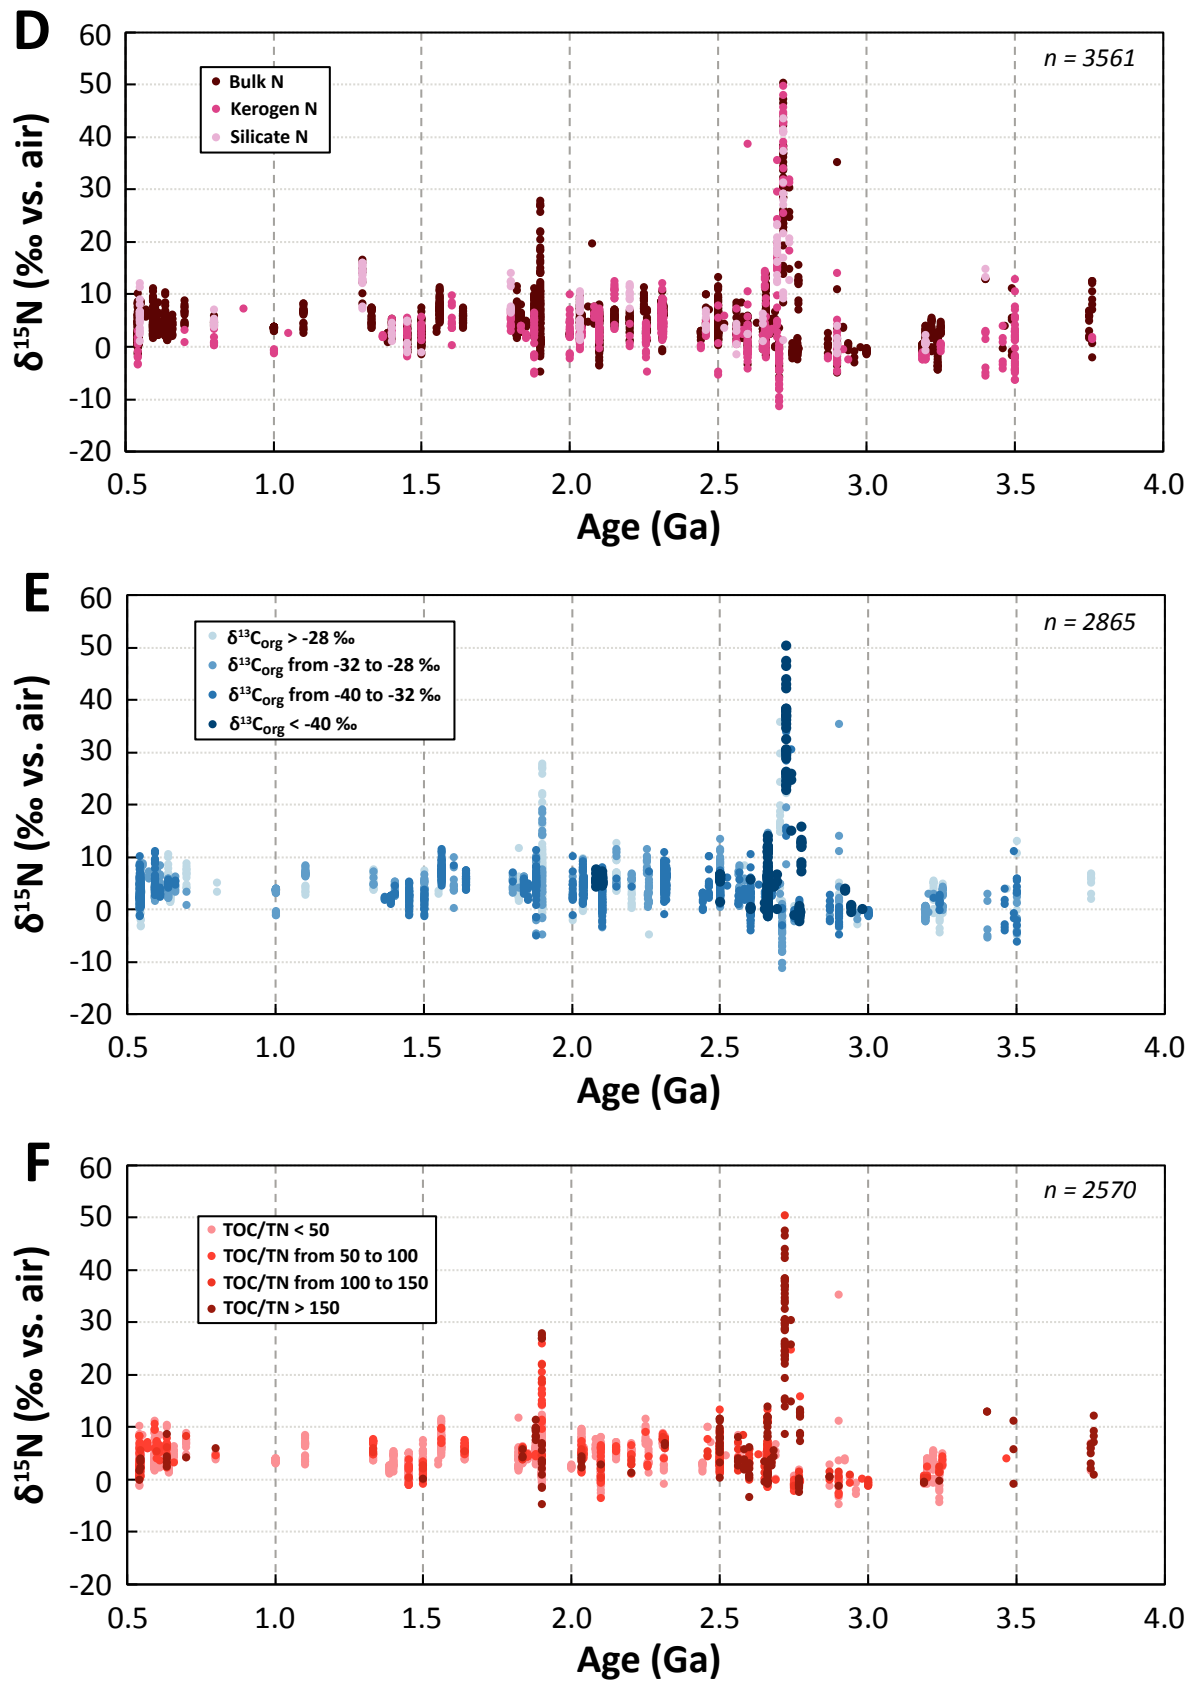 D
60
50
40
30
20
10
0
-10
-20
δ¹⁵N (‰ vs. air)
n = 3561
Bulk N
Kerogen N
Silicate N
0.5 1.0 1.5 2.0 2.5 3.0 3.5 4.0
Age (Ga)
E
60
50
40
30
20
10
0
-10
-20
δ¹⁵N (‰ vs. air)
n = 2865
δ¹³Corg > -28 ‰
δ¹³Corg from -32 to -28 ‰
δ¹³Corg from -40 to -32 ‰
δ¹³Corg < -40 ‰
0.5 1.0 1.5 2.0 2.5 3.0 3.5 4.0
Age (Ga)
F
60
50
40
30
20
10
0
-10
-20
δ¹⁵N (‰ vs. air)
n = 2570
TOC/TN < 50
TOC/TN from 50 to 100
TOC/TN from 100 to 150
TOC/TN > 150
0.5 1.0 1.5 2.0 2.5 3.0 3.5 4.0
Age (Ga)